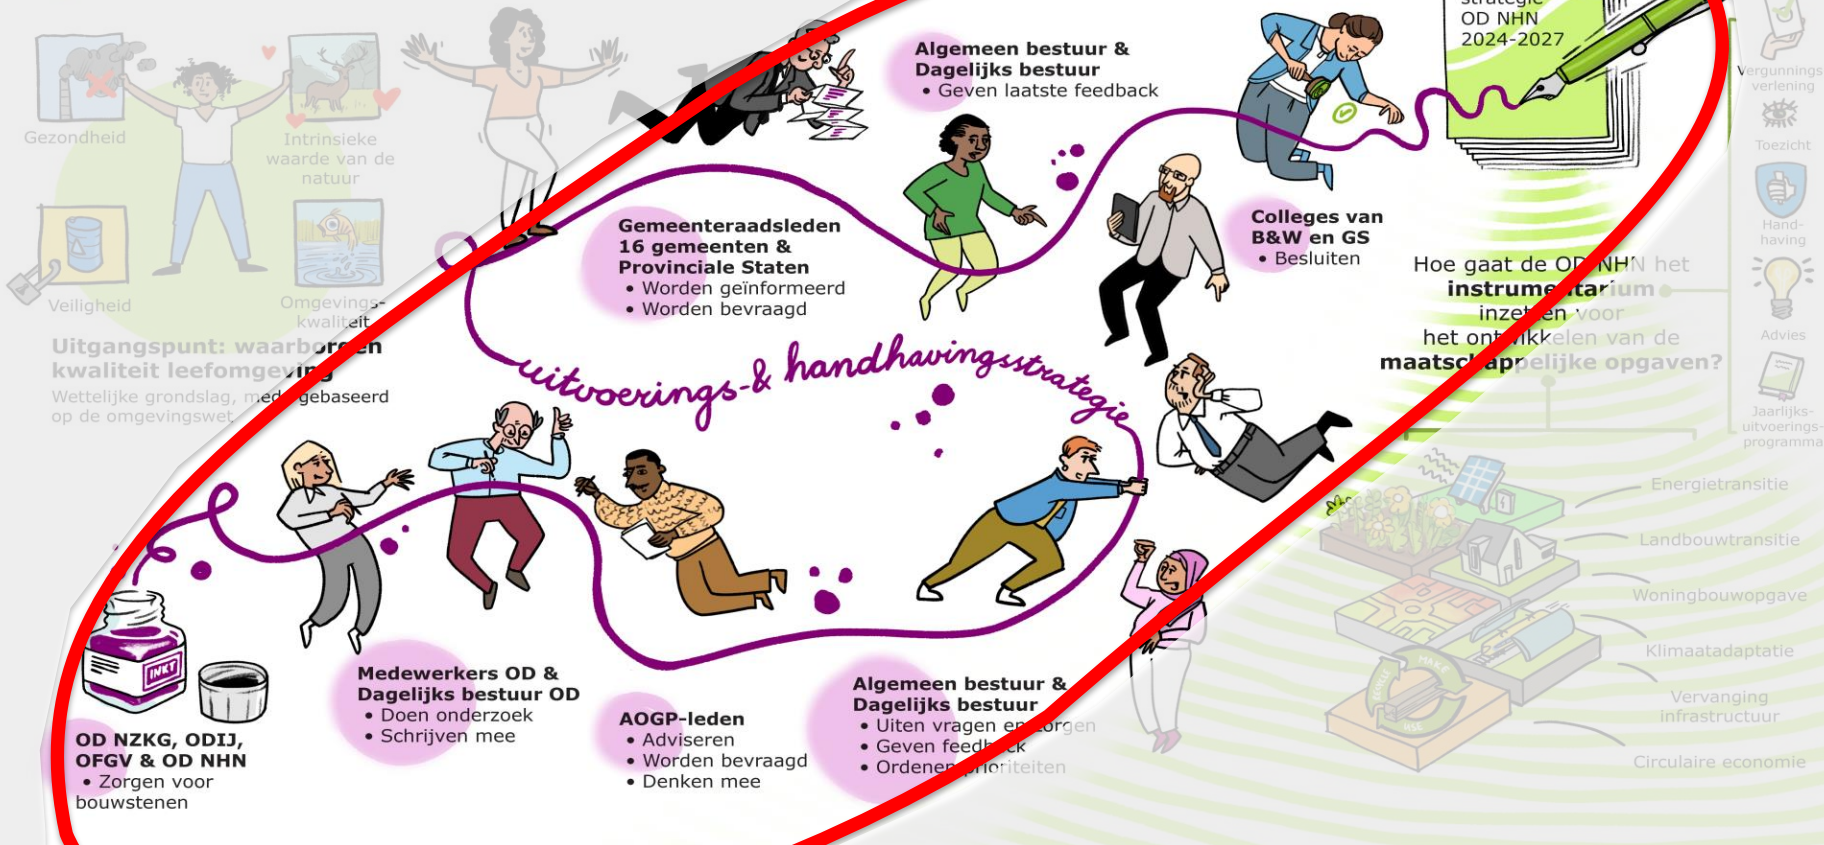 Gezondheid
Intrinsieke
waarde van de
natuur
Veiligheid
Omgevings-
kwaliteit
Uitgangspunt: waarborgen
kwaliteit leefomgeving
Wettelijke grondslag, mede gebaseerd
op de omgevingswet
INKT
OD NZKG, ODIJ,
OFGV & OD NHN
• Zorgen voor
bouwstenen
Medewerkers OD &
Dagelijks bestuur OD
• Doen onderzoek
• Schrijven mee
AOGP-leden
• Adviseren
• Worden bevraagd
• Denken mee
Algemeen bestuur &
Dagelijks bestuur
• Uiten vragen en zorgen
• Geven feedback
• Ordenen prioriteiten
uitvoerings- & handhavingsstrategie
Gemeenteraadsleden
16 gemeenten &
Provinciale Staten
• Worden geïnformeerd
• Worden bevraagd
Algemeen bestuur &
Dagelijks bestuur
• Geven laatste feedback
Colleges van
B&W en GS
• Besluiten
strategie
OD NHN
2024-2027
Hoe gaat de OD NHN het
instrumentarium
inzetten voor
het ontwikkelen van de
maatschappelijke opgaven?
Vergunnings
verlening
Toezicht
Hand-
having
Advies
Jaarlijks-
uitvoerings-
programma
Energietransitie
Landbouwtransitie
Woningbouwopgave
Klimaatadaptatie
Vervanging
infrastructuur
Circulaire economie
MAKE
USE
RECYCLE